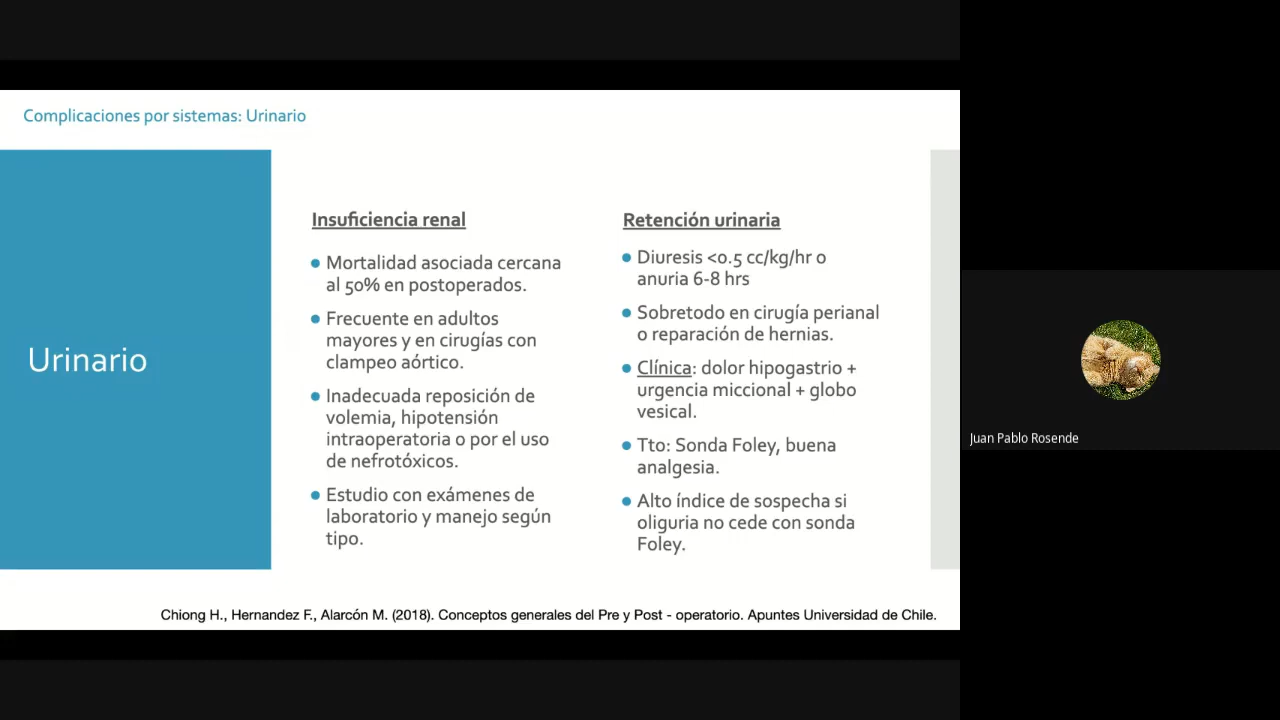 Complicaciones por sistemas: Urinario
Urinario
Insuficiencia renal
Mortalidad asociada cercana
al 50% en postoperados.
Frecuente en adultos
mayores y en cirugías con
clampeo aórtico.
Inadecuada reposición de
volemia, hipotensión
intraoperatoria o por el uso
de nefrotóxicos.
Estudio con exámenes de
laboratorio y manejo según
tipo.
Retención urinaria
Diuresis <0.5 cc/kg/hr o
anuria 6-8 hrs
Sobretodo en cirugía perianal
o reparación de hernias.
Clínica: dolor hipogastrio +
urgencia miccional + globo
vesical.
Tto: Sonda Foley, buena
analgesia.
Alto índice de sospecha si
oliguria no cede con sonda
Foley.
Chiong H., Hernandez F., Alarcón M. (2018). Conceptos generales del Pre y Post - operatorio. Apuntes Universidad de Chile.
Juan Pablo Rosende